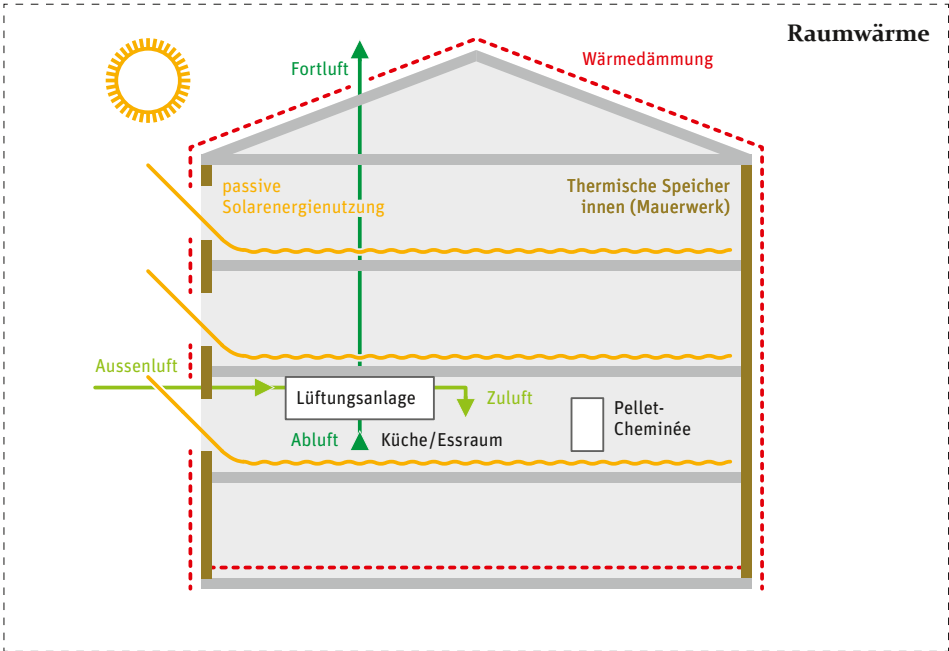 Raumwärme
Fortluft
Wärmedämmung
passive
Solarenergienutzung
Thermische Speicher
innen (Mauerwerk)
Aussenluft
Lüftungsanlage
Zuluft
Pellet-
Cheminée
Abluft
Küche/Essraum